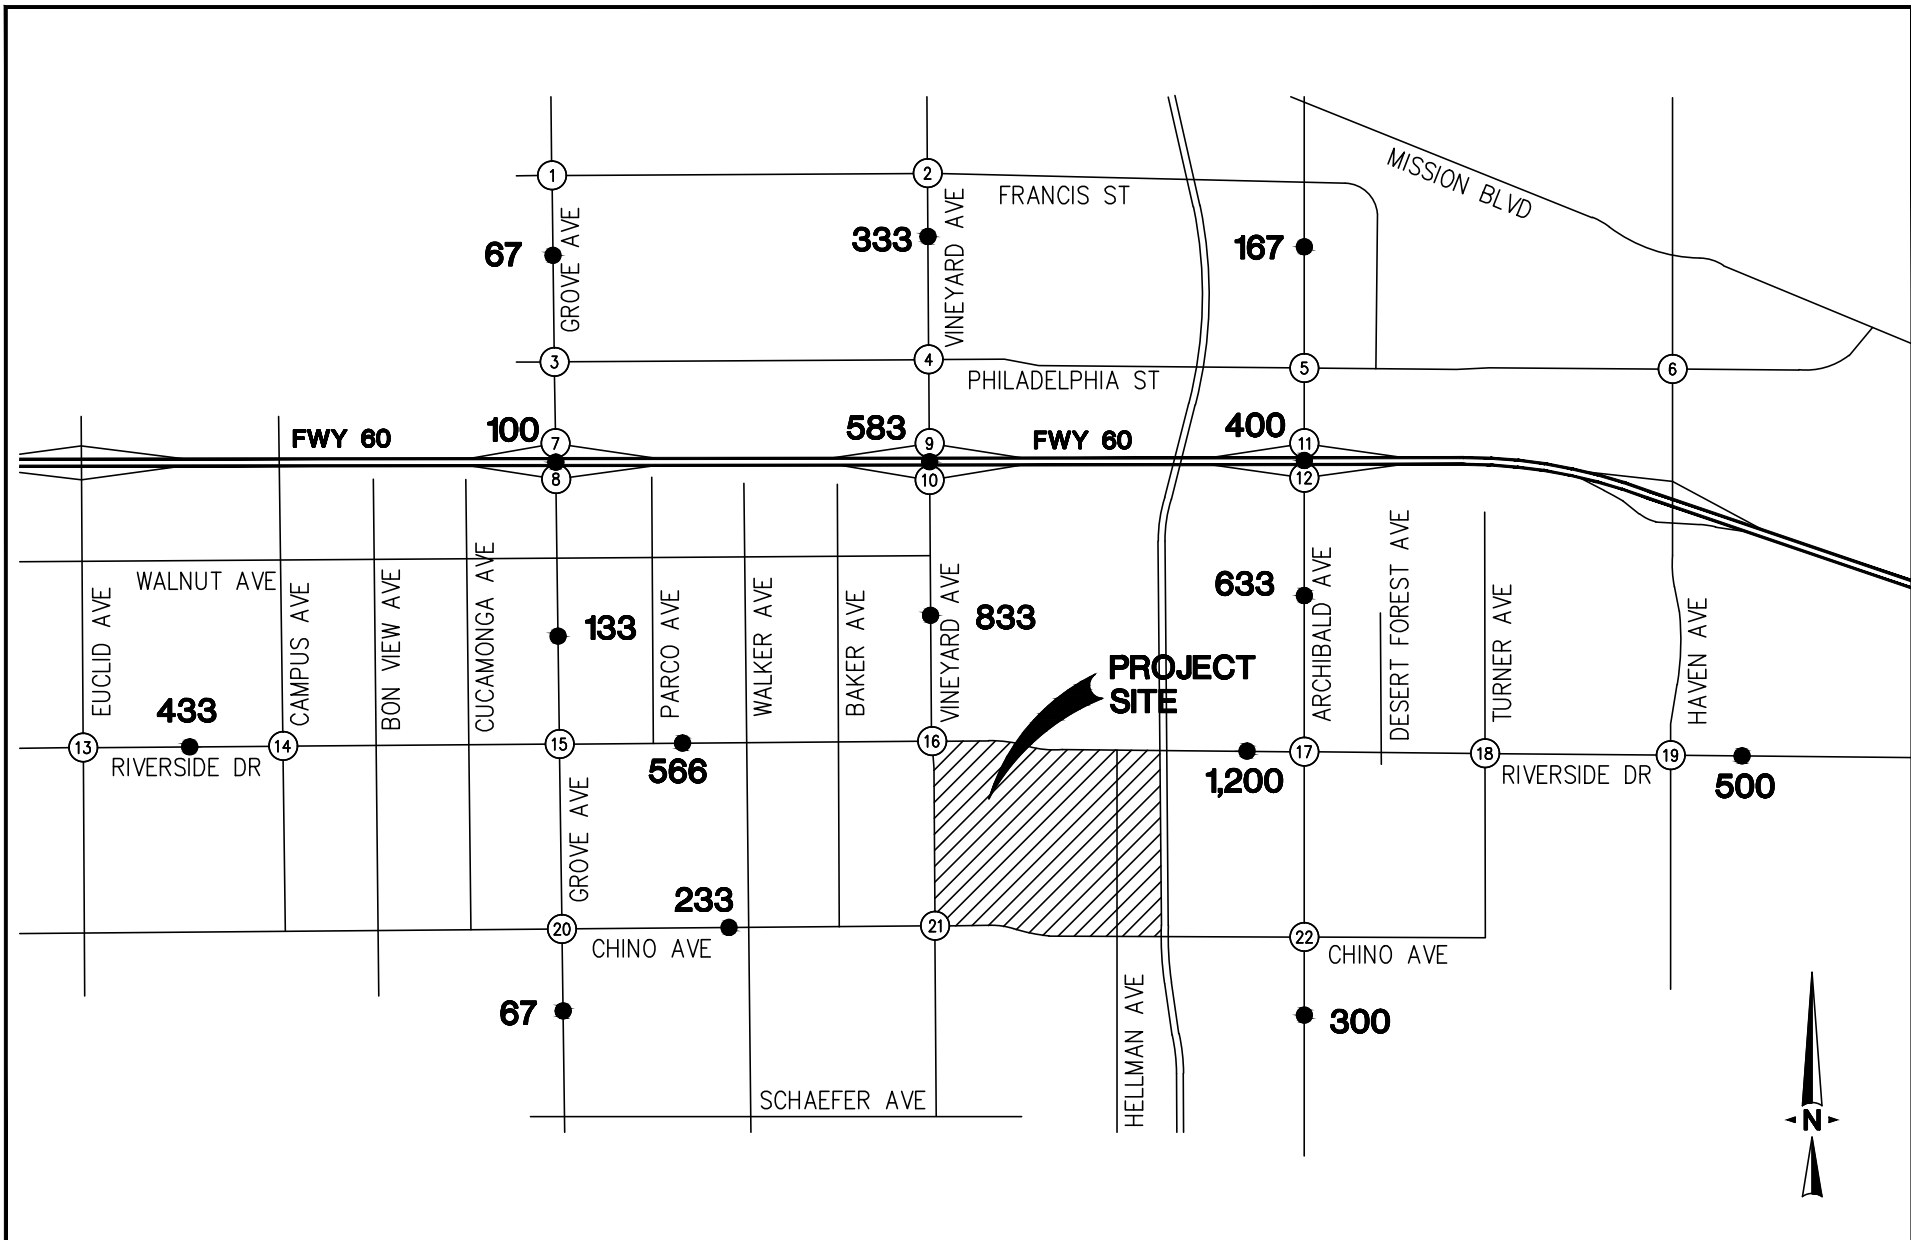 1
2
FRANCIS ST
MISSION BLVD
67
GROVE AVE
333
VINEYARD AVE
167
3
4
PHILADELPHIA ST
5
6
FWY 60
100
7
8
583
9
10
FWY 60
400
11
12
WALNUT AVE
EUCLID AVE
CAMPUS AVE
BON VIEW AVE
CUCAMONGA AVE
133
PARCO AVE
WALKER AVE
BAKER AVE
VINEYARD AVE
833
633
ARCHIBALD AVE
DESERT FOREST AVE
TURNER AVE
HAVEN AVE
PROJECT
SITE
433
13
14
RIVERSIDE DR
15
566
16
1,200
17
18
RIVERSIDE DR
19
500
GROVE AVE
233
20
CHINO AVE
21
22
CHINO AVE
67
300
HELLMAN AVE
SCHAEFER AVE
N